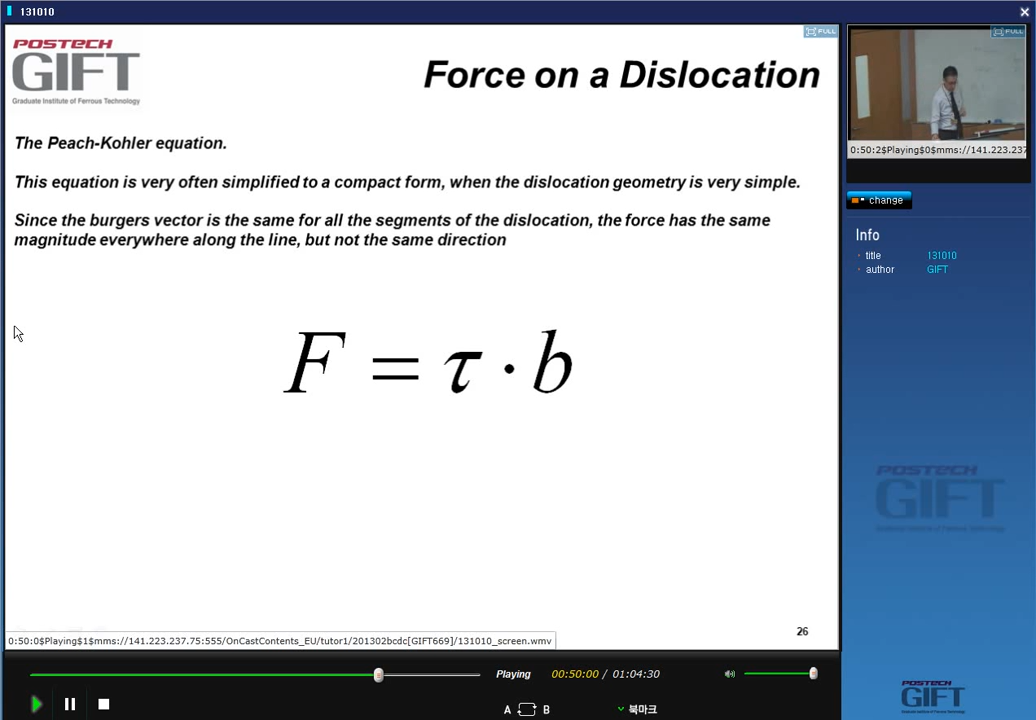 131010
POSTECH
GIFT
Graduate Institute of Ferrous Technology
FULL
Force on a Dislocation
The Peach-Kohler equation.
This equation is very often simplified to a compact form, when the dislocation geometry is very simple.
Since the burgers vector is the same for all the segments of the dislocation, the force has the same
magnitude everywhere along the line, but not the same direction
F = τ · b
26
0:50:0$Playing$1$mms://141.223.237.75:555/OnCastContents_EU/tutor1/201302bcdc[GIFT669]/131010_screen.wmv
Playing 00:50:00 / 01:04:30
A B 북마크
FULL
0:50:2$Playing$0$mms://141.223.237
change
Info
title 131010
author GIFT
POSTECH
GIFT
POSTECH
GIFT